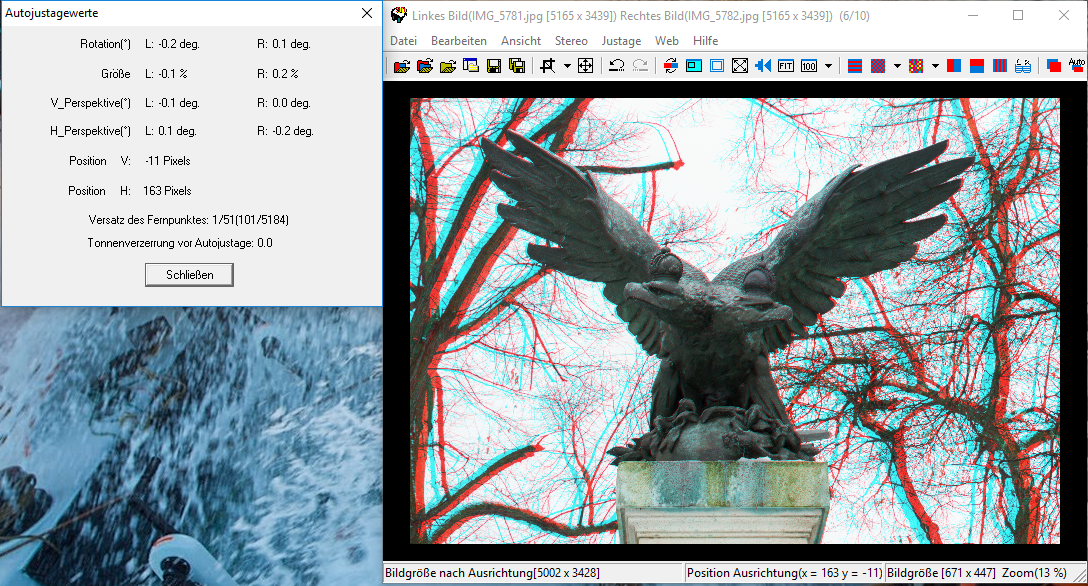 Autojustagewerte
Rotation(°) L: -0.2 deg. R: 0.1 deg.
Größe L: -0.1 % R: 0.2 %
V_Perspektive(°) L: -0.1 deg. R: 0.0 deg.
H_Perspektive(°) L: 0.1 deg. R: -0.2 deg.
Position V: -11 Pixels
Position H: 163 Pixels
Versatz des Fernpunktes: 1/51(101/5184)
Tonnenverzerrung vor Autojustage: 0.0
Schließen
Linkes Bild(IMG_5781.jpg [5165 x 3439]) Rechtes Bild(IMG_5782.jpg [5165 x 3439]) (6/10)
Datei Bearbeiten Ansicht Stereo Justage Web Hilfe
FIT 100 Auto
Bildgröße nach Ausrichtung[5002 x 3428] Position Ausrichtung(x = 163 y = -11) Bildgröße [671 x 447] Zoom(13 %)